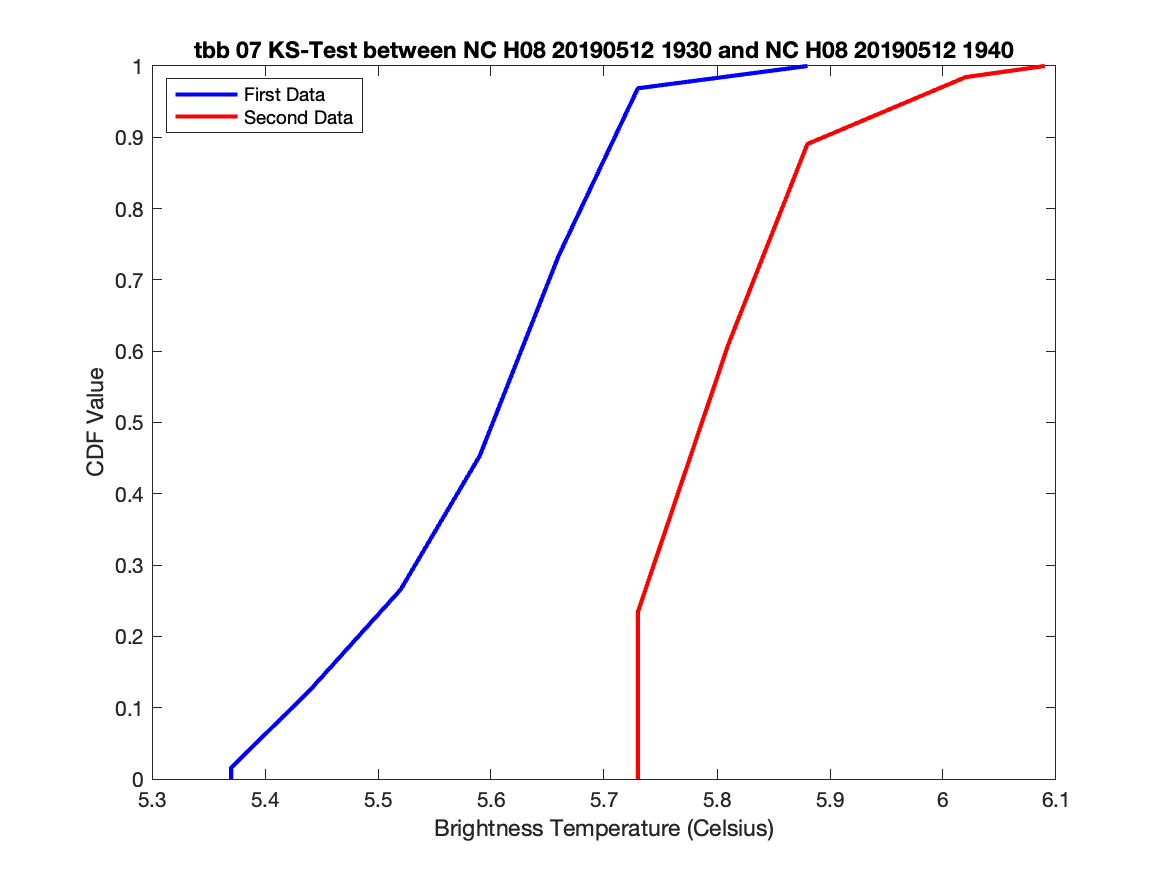 tbb 07 KS-Test between NC H08 20190512 1930 and NC H08 20190512 1940
First Data
Second Data
1
0.9
0.8
0.7
0.6
0.5
0.4
0.3
0.2
0.1
0
CDF Value
5.3 5.4 5.5 5.6 5.7 5.8 5.9 6 6.1
Brightness Temperature (Celsius)